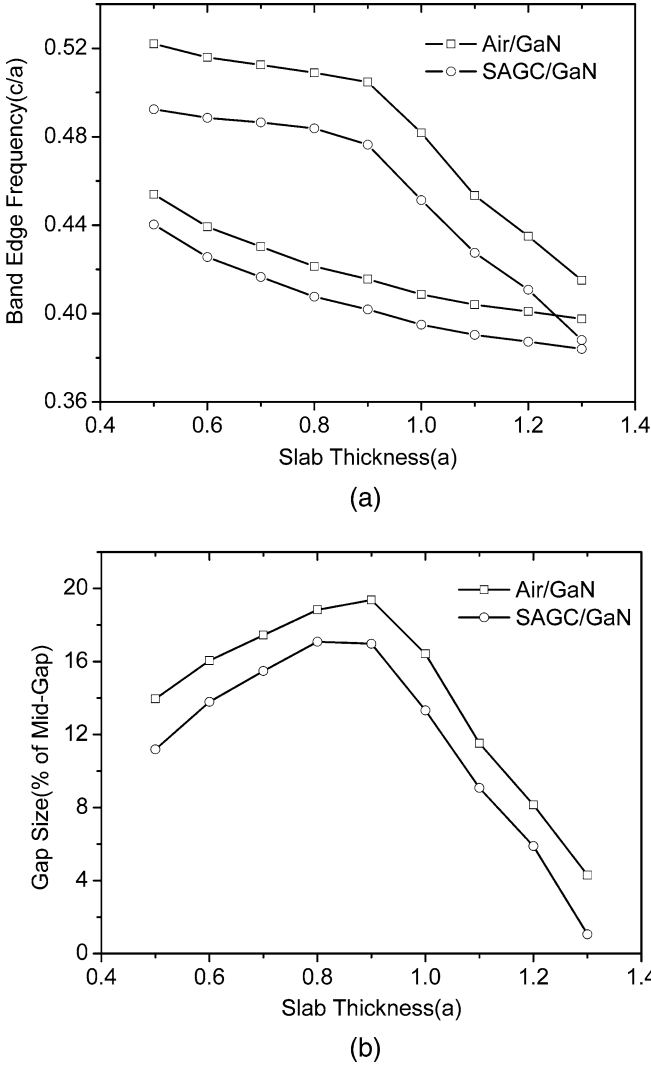 0.52
0.48
0.44
0.40
0.36
Band Edge Frequency(c/a)
Air/GaN
SAGC/GaN
0.4 0.6 0.8 1.0 1.2 1.4
Slab Thickness(a)
(a)
20
16
12
8
4
0
Gap Size(% of Mid-Gap)
Air/GaN
SAGC/GaN
0.4 0.6 0.8 1.0 1.2 1.4
Slab Thickness(a)
(b)